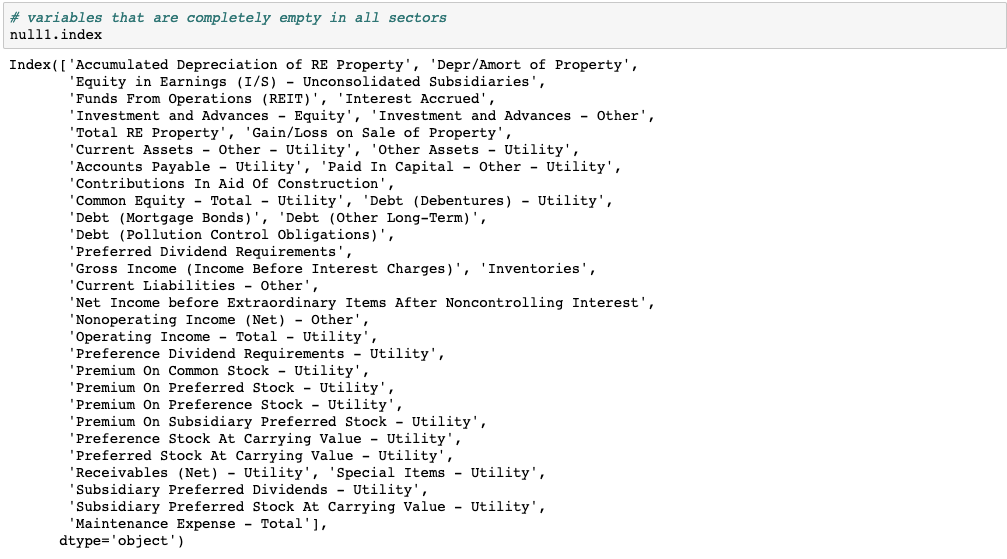 # variables that are completely empty in all sectors
null1.index
Index(['Accumulated Depreciation of RE Property', 'Depr/Amort of Property',
'Equity in Earnings (I/S) - Unconsolidated Subsidiaries',
'Funds From Operations (REIT)', 'Interest Accrued',
'Investment and Advances - Equity', 'Investment and Advances - Other',
'Total RE Property', 'Gain/Loss on Sale of Property',
'Current Assets - Other - Utility', 'Other Assets - Utility',
'Accounts Payable - Utility', 'Paid In Capital - Other - Utility',
'Contributions In Aid Of Construction',
'Common Equity - Total - Utility', 'Debt (Debentures) - Utility',
'Debt (Mortgage Bonds)', 'Debt (Other Long-Term)',
'Debt (Pollution Control Obligations)',
'Preferred Dividend Requirements',
'Gross Income (Income Before Interest Charges)', 'Inventories',
'Current Liabilities - Other',
'Net Income before Extraordinary Items After Noncontrolling Interest',
'Nonoperating Income (Net) - Other',
'Operating Income - Total - Utility',
'Preference Dividend Requirements - Utility',
'Premium On Common Stock - Utility',
'Premium On Preferred Stock - Utility',
'Premium On Preference Stock - Utility',
'Premium On Subsidiary Preferred Stock - Utility',
'Preference Stock At Carrying Value - Utility',
'Preferred Stock At Carrying Value - Utility',
'Receivables (Net) - Utility', 'Special Items - Utility',
'Subsidiary Preferred Dividends - Utility',
'Subsidiary Preferred Stock At Carrying Value - Utility',
'Maintenance Expense - Total'],
dtype='object')